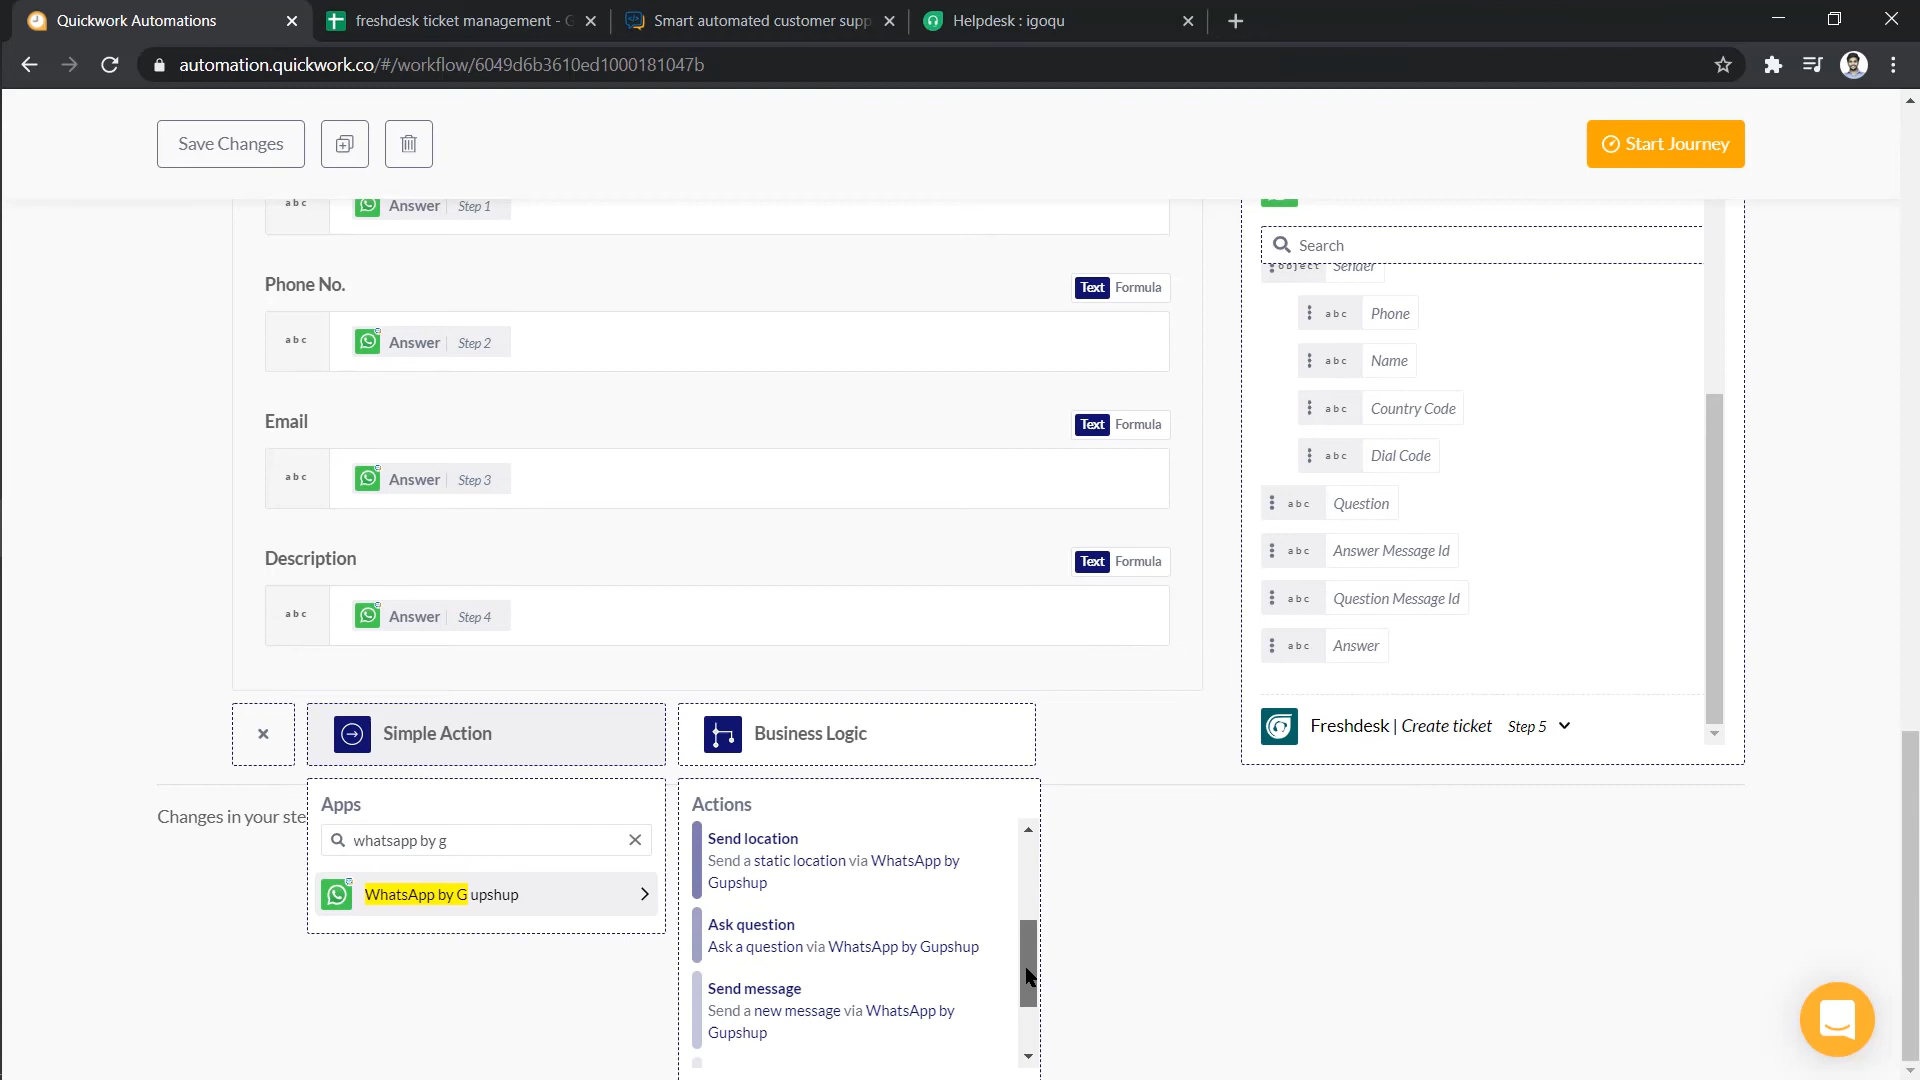 Quickwork Automations
freshdesk ticket management - G
Smart automated customer supp
Helpdesk : igoqu
automation.quickwork.co/#/workflow/6049d6b3610ed1000181047b
Save Changes
Start Journey
abc Answer Step 1
Phone No. Text Formula
abc Answer Step 2
Email Text Formula
abc Answer Step 3
Description Text Formula
abc Answer Step 4
Search
object Sender
abc Phone
abc Name
abc Country Code
abc Dial Code
abc Question
abc Answer Message Id
abc Question Message Id
abc Answer
Freshdesk | Create ticket Step 5
Simple Action
Business Logic
Changes in your ste
Apps
whatsapp by g
WhatsApp by Gupshup
Actions
Send location
Send a static location via WhatsApp by
Gupshup
Ask question
Ask a question via WhatsApp by Gupshup
Send message
Send a new message via WhatsApp by
Gupshup